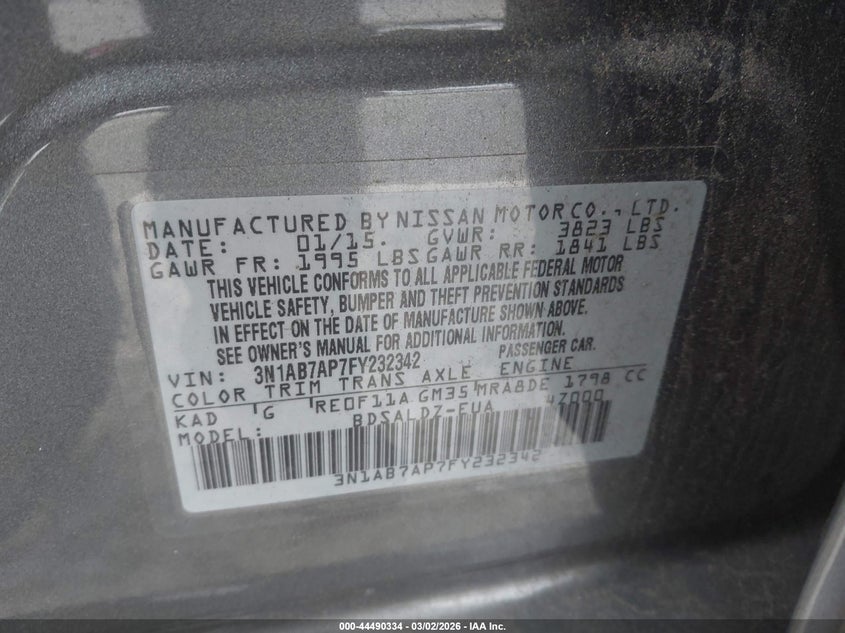 MANUFACTURED BY NISSAN MOTOR CO., LTD.
DATE: 01/15. GVWR: 3823 LBS
GAWR FR: 1995 LBS GAWR RR: 1841 LBS
THIS VEHICLE CONFORMS TO ALL APPLICABLE FEDERAL MOTOR
VEHICLE SAFETY, BUMPER AND THEFT PREVENTION STANDARDS
IN EFFECT ON THE DATE OF MANUFACTURE SHOWN ABOVE.
SEE OWNER'S MANUAL FOR ADDITIONAL INFORMATION.
VIN: 3N1AB7AP7FY232342 PASSENGER CAR.
COLOR TRIM TRANS AXLE ENGINE
KAD G RE0F11A GM35 MRA8DE 1798 CC
MODEL: BDSALDZ-EUA 47000
3N1AB7AP7FY232342
000-44490334 — 03/02/2026 — IAA Inc.